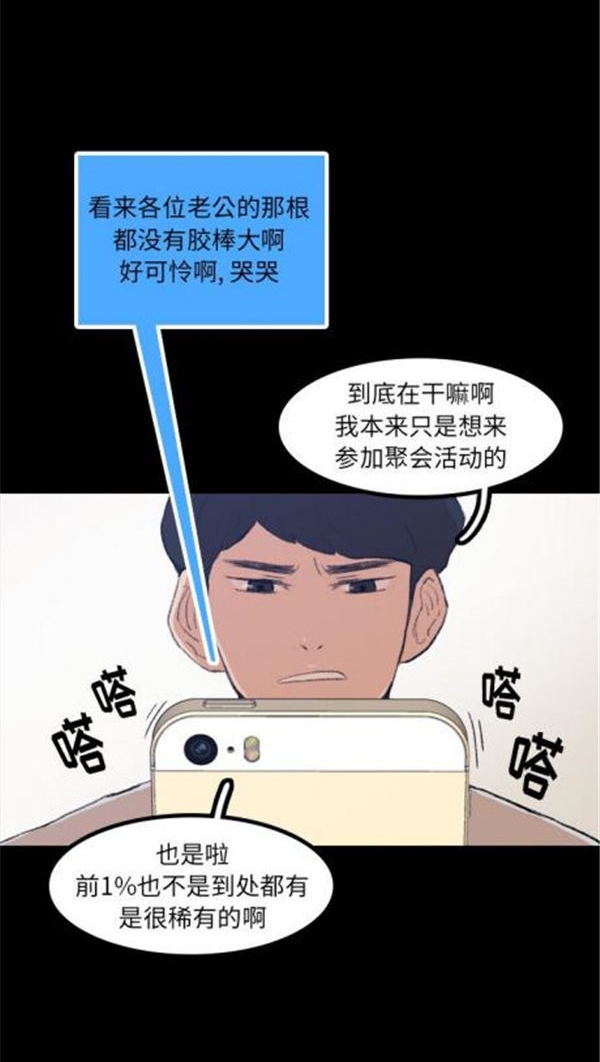 看来各位老公的那根
都没有胶棒大啊
好可怜啊, 哭哭
到底在干嘛啊
我本来只是想来
参加聚会活动的
嗒
嗒
嗒
嗒
也是啦
前1%也不是到处都有
是很稀有的啊